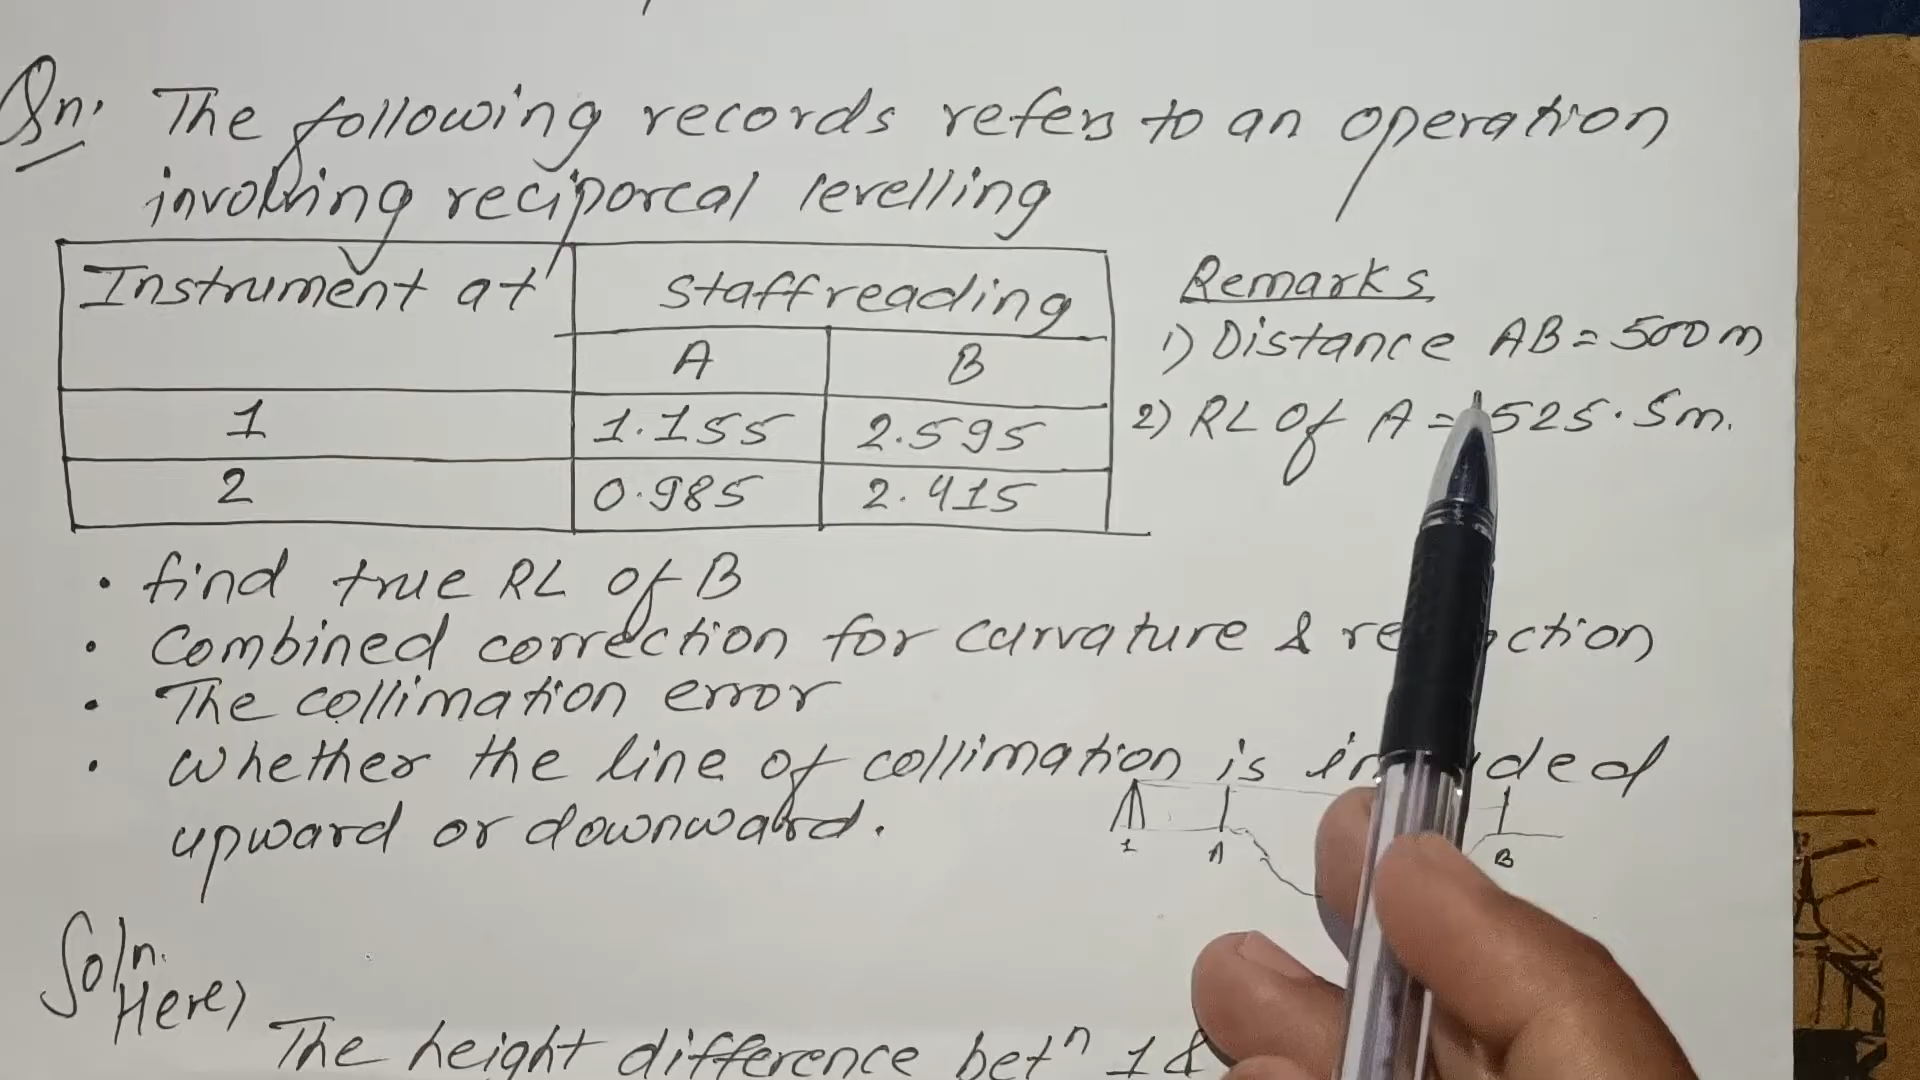 Qn. The following records refers to an operation
involving reciporcal levelling
Instrument at Staff reading
A B
1 1.155 2.595
2 0.985 2.415
Remarks
1) Distance AB = 500 m
2) RL of A = 525.5m.
• find true RL of B
• Combined correction for curvature &
• The collimation error
• Whether the line of collimation is
upward or downward.
1 A B
Soln.
Here,
The height difference betn 1 &